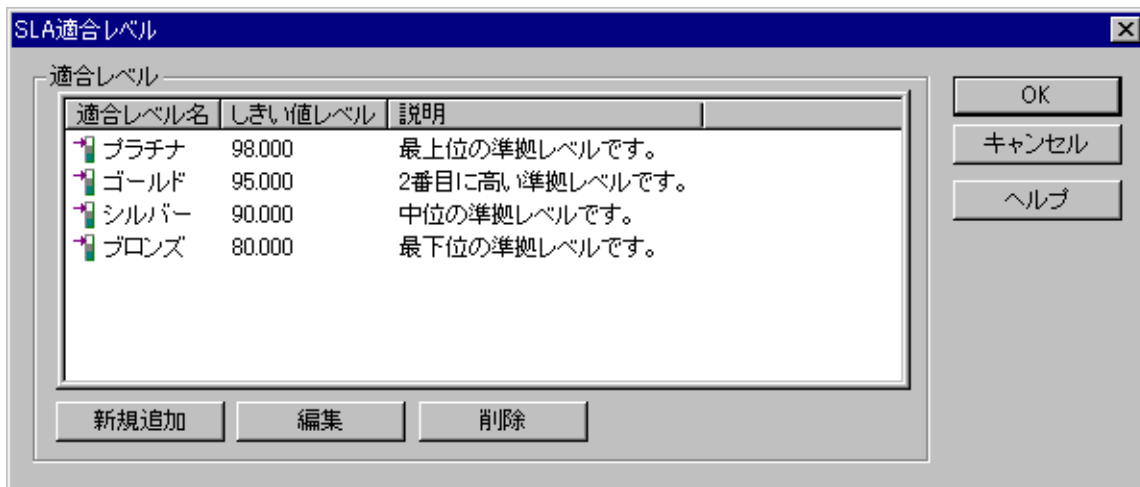 SLA適合レベル
適合レベル
適合レベル名 しきい値レベル 説明
プラチナ 98.000 最上位の準拠レベルです。
ゴールド 95.000 2番目に高い準拠レベルです。
シルバー 90.000 中位の準拠レベルです。
ブロンズ 80.000 最下位の準拠レベルです。
新規追加 編集 削除
OK
キャンセル
ヘルプ